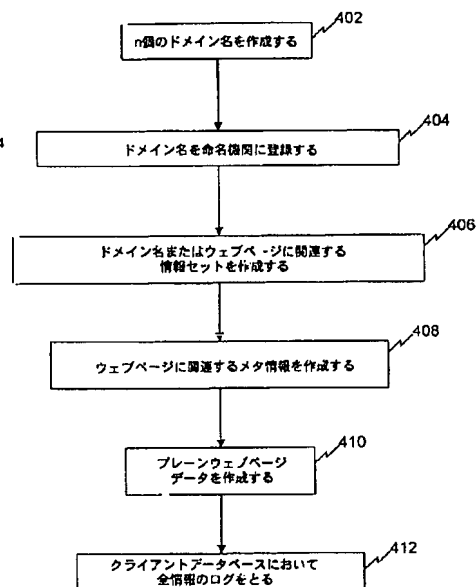 402
n個のドメイン名を作成する
404
4
ドメイン名を命名機関に登録する
406
ドメイン名またはウェブページに関連する
情報セットを作成する
408
ウェブページに関連するメタ情報を作成する
410
プレーンウェブページ
データを作成する
412
クライアントデータベースにおいて
全情報のログをとる